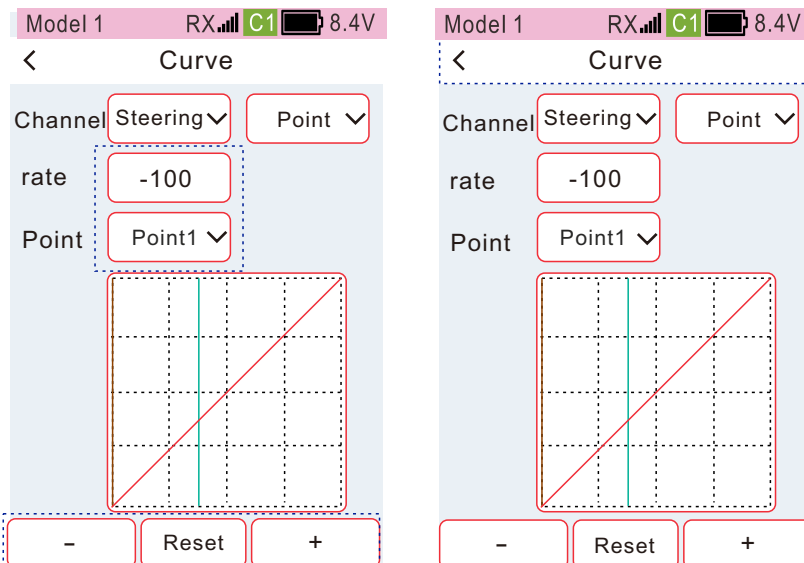 Model 1 RX C1 8.4V
< Curve
Channel Steering Point
rate -100
Point Point1
- Reset +
Model 1 RX C1 8.4V
< Curve
Channel Steering Point
rate -100
Point Point1
- Reset +